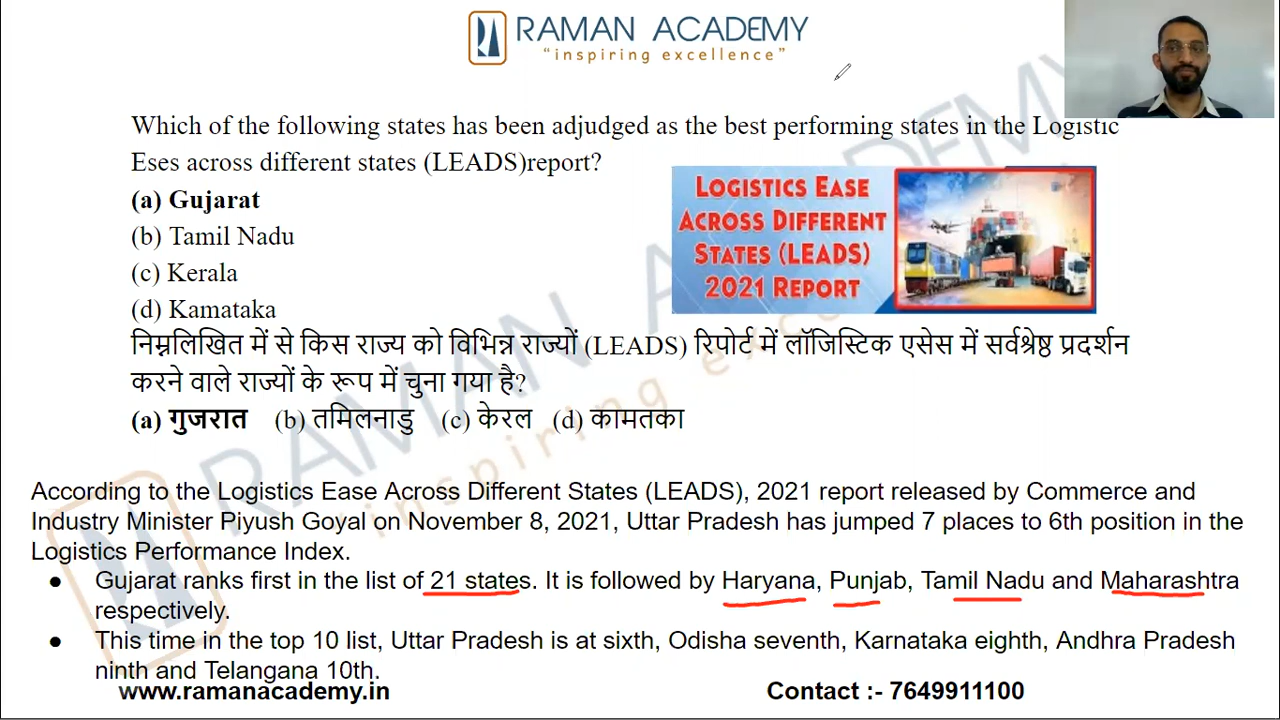 RAMAN ACADEMY
“inspiring excellence”
Which of the following states has been adjudged as the best performing states in the Logistic
Eses across different states (LEADS)report?
(a) Gujarat
(b) Tamil Nadu
(c) Kerala
(d) Kamataka
LOGISTICS EASE
ACROSS DIFFERENT
STATES (LEADS)
2021 REPORT
निम्नलिखित में से किस राज्य को विभिन्न राज्यों (LEADS) रिपोर्ट में लॉजिस्टिक एसेस में सर्वश्रेष्ठ प्रदर्शन
करने वाले राज्यों के रूप में चुना गया है?
(a) गुजरात (b) तमिलनाडु (c) केरल (d) कामतका
According to the Logistics Ease Across Different States (LEADS), 2021 report released by Commerce and
Industry Minister Piyush Goyal on November 8, 2021, Uttar Pradesh has jumped 7 places to 6th position in the
Logistics Performance Index.
● Gujarat ranks first in the list of 21 states. It is followed by Haryana, Punjab, Tamil Nadu and Maharashtra
respectively.
● This time in the top 10 list, Uttar Pradesh is at sixth, Odisha seventh, Karnataka eighth, Andhra Pradesh
ninth and Telangana 10th.
www.ramanacademy.in
Contact :- 7649911100
RAMAN ACADEMY
inspiring excellence